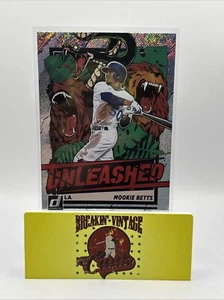 UNLEASHED
LA
MOOKIE BETTS
BREAKIN'-VINTAGE